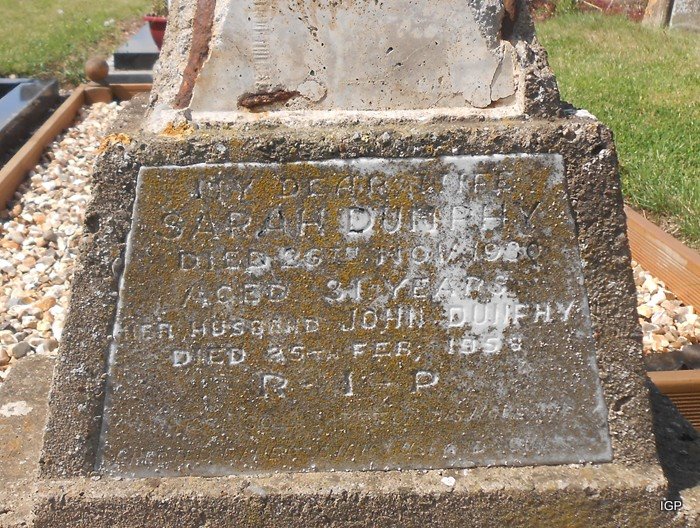 MY DEAR WIFE
SARAH DUNPHY
DIED 26TH NOV. 1930
AGED 31 YEARS
HER HUSBAND JOHN DUNPHY
DIED 25TH FEB, 1958
R-I-P
IGP